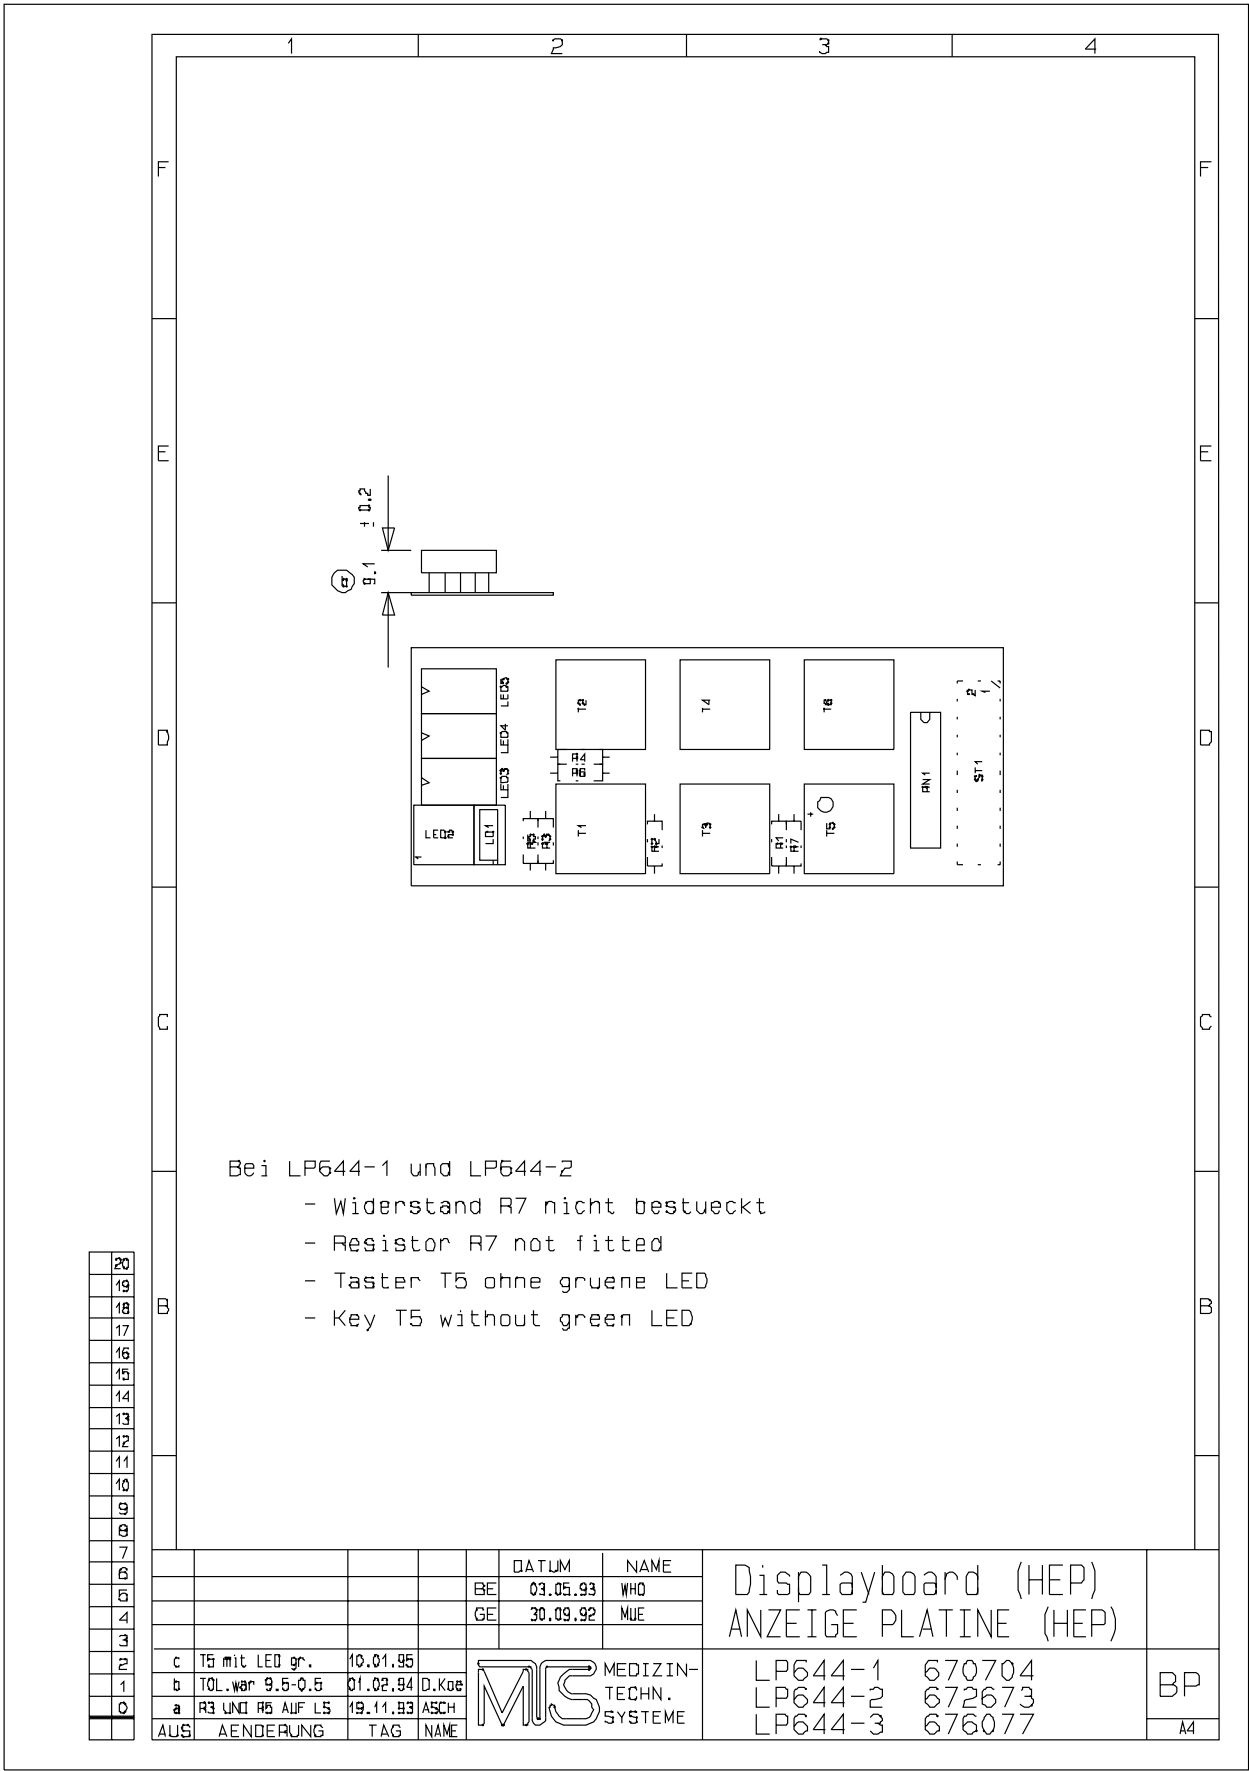 1 2 3 4
F F
E E
± 0.2
9.1
LED5 T2 T4 T6 2 1
D D
LED4
R4
R6
LED3 RN1 ST1
LED2 LQ1 R5 R3 T1 R2 T3 R1 R7 + T5
1
C C
Bei LP644-1 und LP644-2
- Widerstand R7 nicht bestueckt
- Resistor R7 not fitted
- Taster T5 ohne gruene LED
- Key T5 without green LED
B B
20
19
18
17
16
15
14
13
12
11
10
9
8
7
6
5
4
3
2
1
0
DATUM NAME
BE 03.05.93 WHO
GE 30.09.92 MUE
Displayboard (HEP)
ANZEIGE PLATINE (HEP)
c T5 mit LED gr. 10.01.95
b TOL.war 9.5-0.5 01.02.94 D.Koe
a R3 UND R5 AUF LS 19.11.93 ASCH
AUS AENDERUNG TAG NAME
MTS
MEDIZIN-
TECHN.
SYSTEME
LP644-1 670704
LP644-2 672673
LP644-3 676077
BP
A4